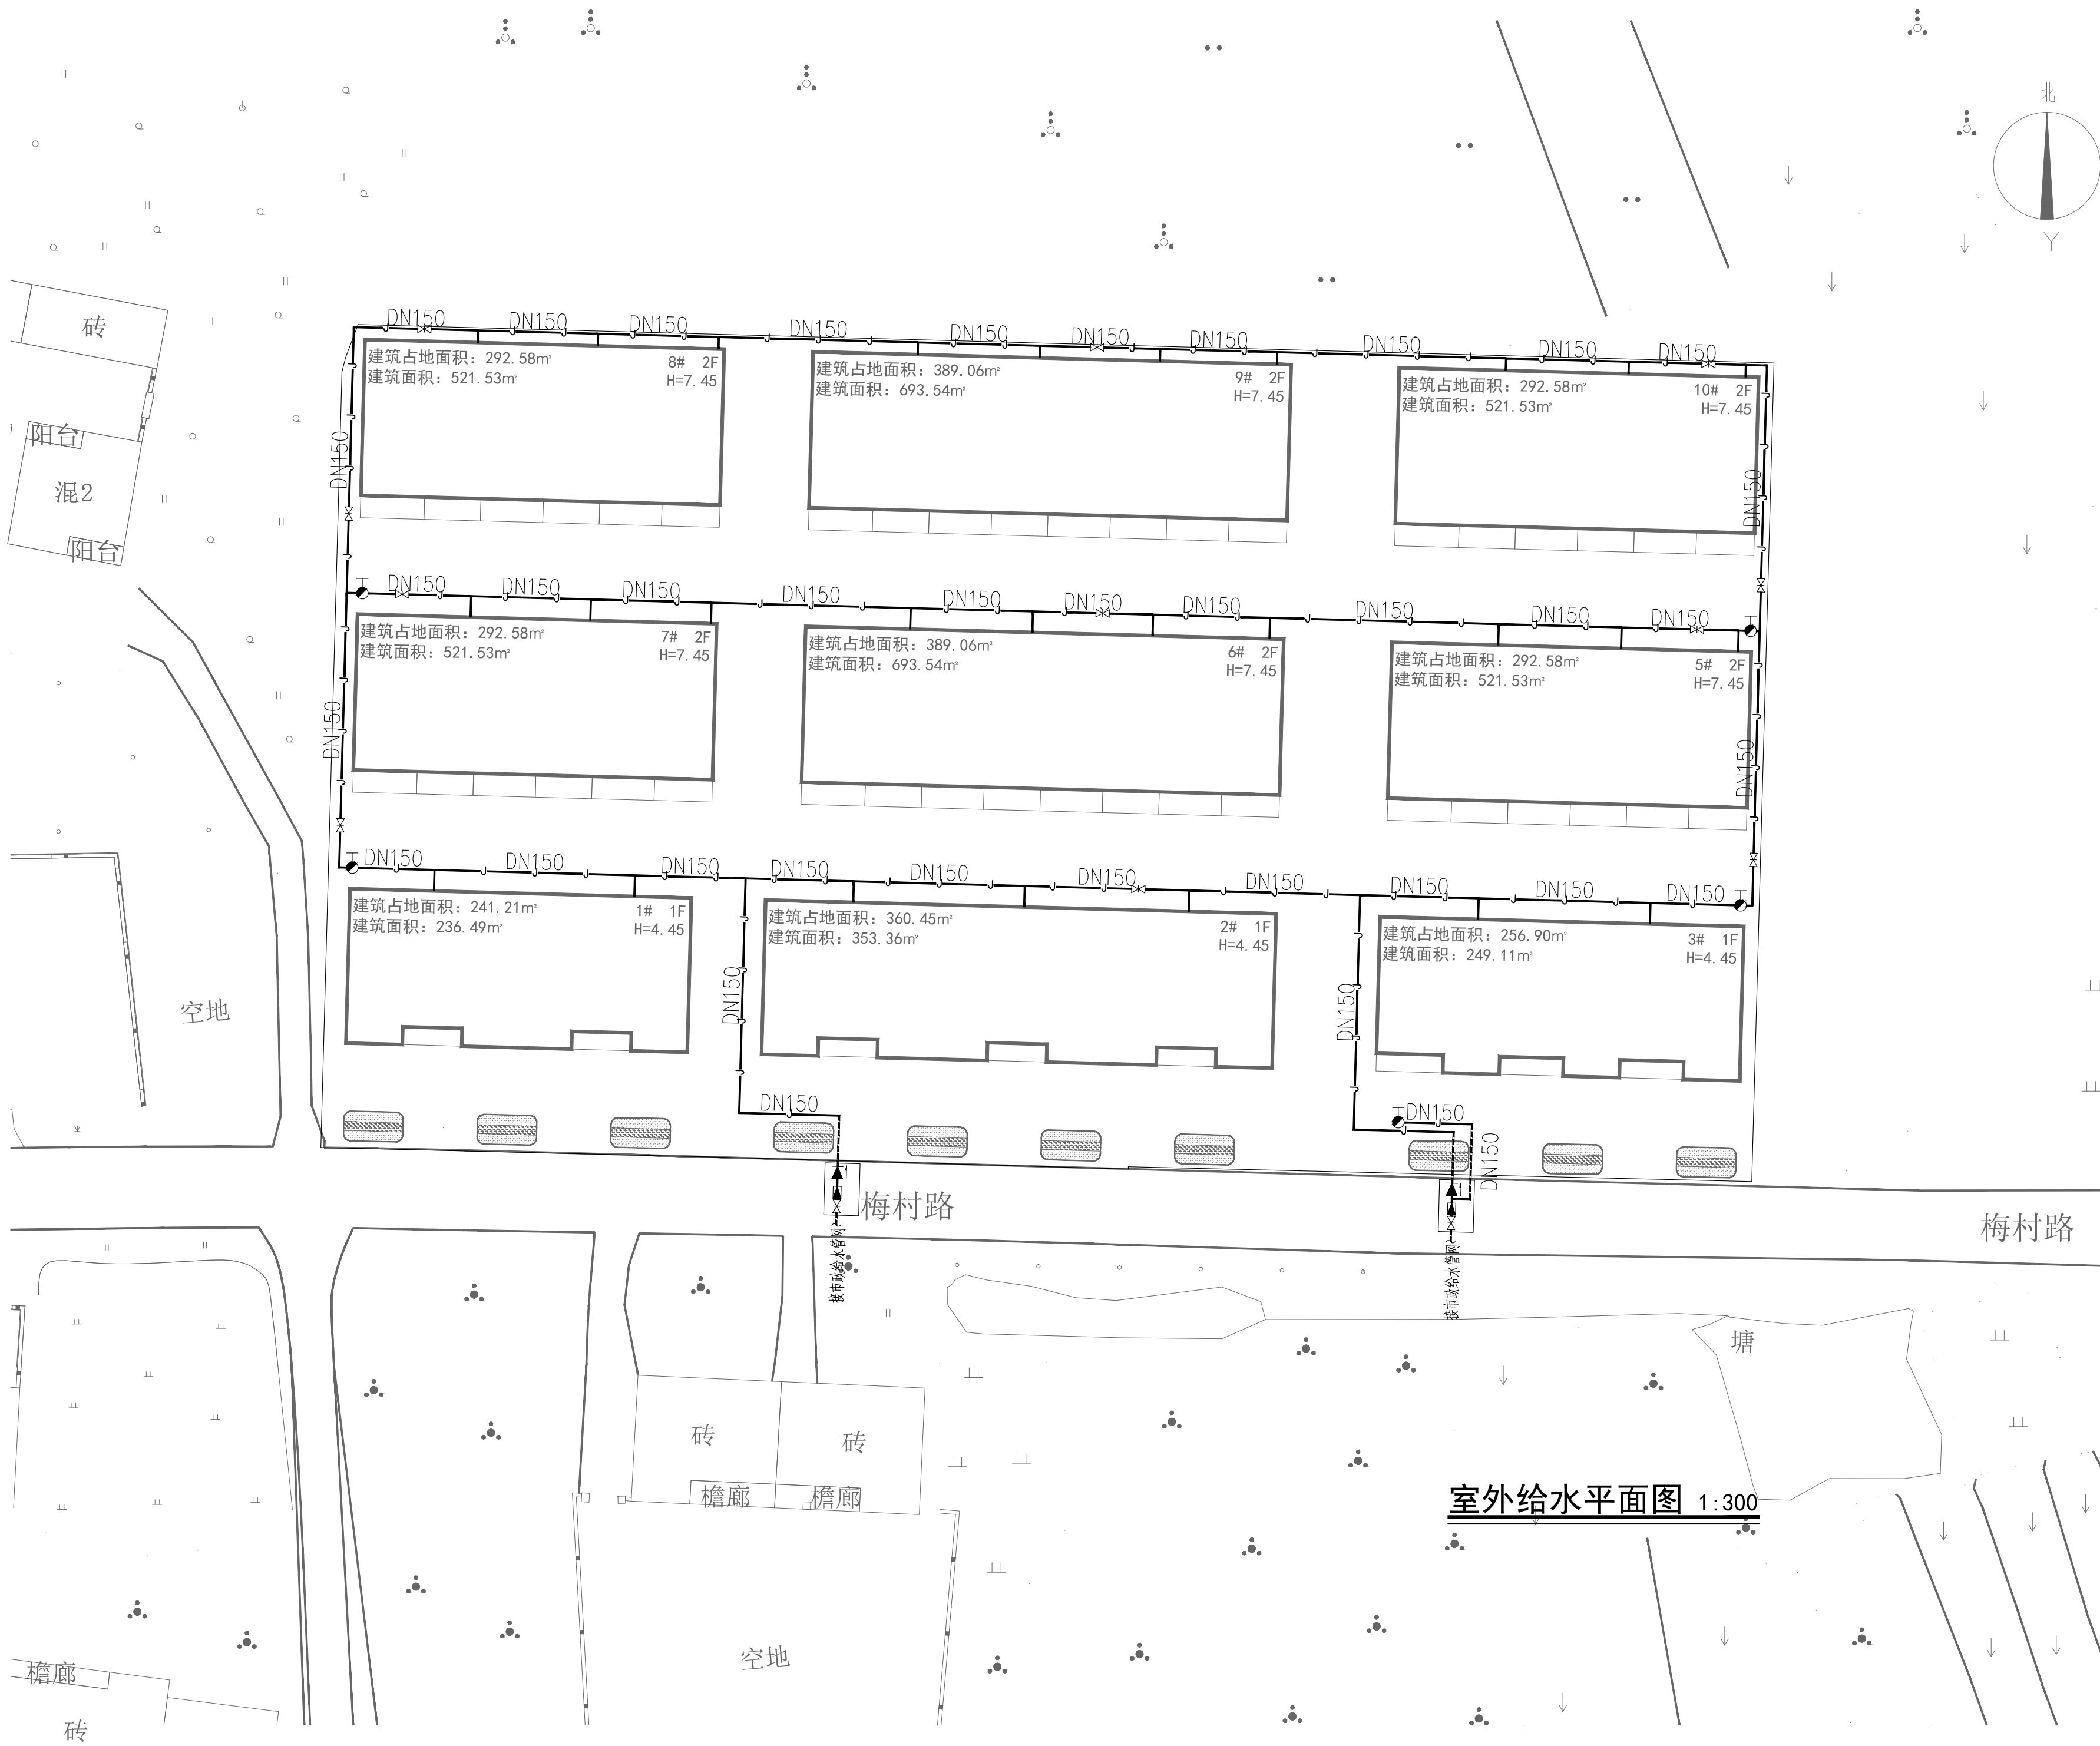 北
砖
阳台
混2
阳台
DN150
DN150
DN150
DN150
DN150
DN150
DN150
DN150
DN150
DN150
建筑占地面积: 292.58㎡
建筑面积: 521.53㎡
8# 2F
H=7.45
建筑占地面积: 389.06㎡
建筑面积: 693.54㎡
9# 2F
H=7.45
建筑占地面积: 292.58㎡
建筑面积: 521.53㎡
10# 2F
H=7.45
DN150
DN150
DN150
DN150
DN150
DN150
DN150
DN150
DN150
DN150
DN150
DN150
建筑占地面积: 292.58㎡
建筑面积: 521.53㎡
7# 2F
H=7.45
建筑占地面积: 389.06㎡
建筑面积: 693.54㎡
6# 2F
H=7.45
建筑占地面积: 292.58㎡
建筑面积: 521.53㎡
5# 2F
H=7.45
DN150
DN150
DN150
DN150
DN150
DN150
DN150
DN150
DN150
DN150
DN150
DN150
建筑占地面积: 241.21㎡
建筑面积: 236.49㎡
1# 1F
H=4.45
建筑占地面积: 360.45㎡
建筑面积: 353.36㎡
2# 1F
H=4.45
建筑占地面积: 256.90㎡
建筑面积: 249.11㎡
3# 1F
H=4.45
空地
DN150
DN150
DN150
DN150
DN150
梅村路
梅村路
接市政给水管网
接市政给水管网
塘
砖
砖
檐廊
檐廊
室外给水平面图 1:300
空地
檐廊
砖